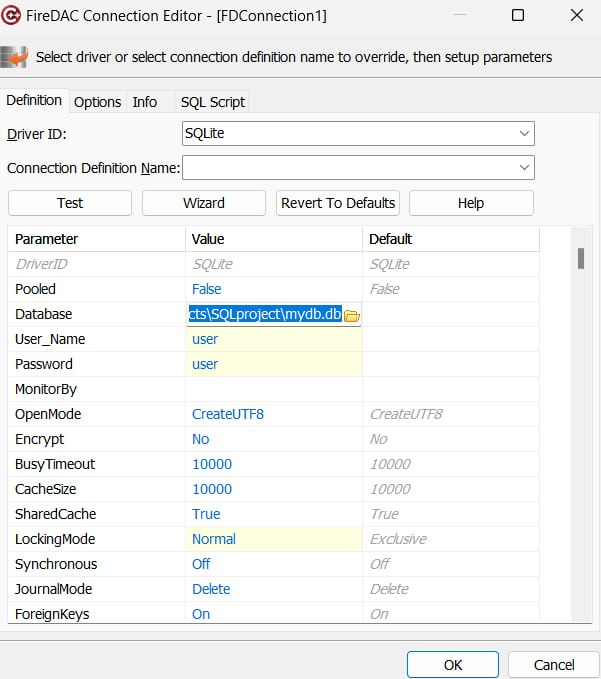 FireDAC Connection Editor - [FDConnection1]
Select driver or select connection definition name to override, then setup parameters
Definition Options Info SQL Script
Driver ID: SQLite
Connection Definition Name:
Test Wizard Revert To Defaults Help
Parameter Value Default
DriverID SQLite SQLite
Pooled False False
Database cts\SQLproject\mydb.db
User_Name user
Password user
MonitorBy
OpenMode CreateUTF8 CreateUTF8
Encrypt No No
BusyTimeout 10000 10000
CacheSize 10000 10000
SharedCache True True
LockingMode Normal Exclusive
Synchronous Off Off
JournalMode Delete Delete
ForeignKeys On On
OK Cancel